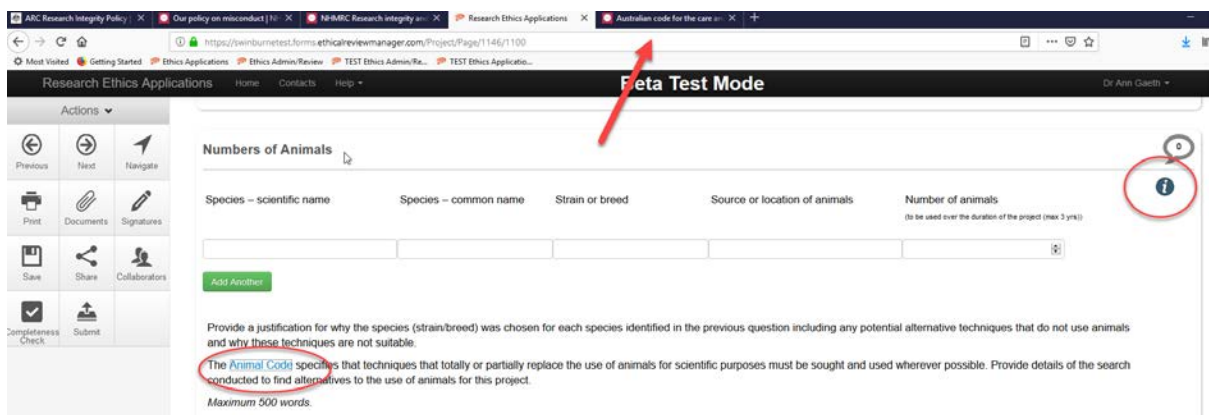 ARC Research Integrity Policy |
Our policy on misconduct | NH
NHMRC Research integrity and
Research Ethics Applications
Australian code for the care an
https://swinburnetest.forms.ethicalreviewmanager.com/Project/Page/1146/1100
Most Visited Getting Started Ethics Applications Ethics Admin/Review TEST Ethics Admin/Re... TEST Ethics Applicatio...
Research Ethics Applications Home Contacts Help Beta Test Mode Dr Ann Gaeth
Actions
Previous Next Navigate
Print Documents Signatures
Save Share Collaborators
Completeness Check Submit
Numbers of Animals
0
i
Species – scientific name Species – common name Strain or breed Source or location of animals Number of animals
(to be used over the duration of the project (max 3 yrs))
Add Another
Provide a justification for why the species (strain/breed) was chosen for each species identified in the previous question including any potential alternative techniques that do not use animals
and why these techniques are not suitable.
The Animal Code specifies that techniques that totally or partially replace the use of animals for scientific purposes must be sought and used wherever possible. Provide details of the search
conducted to find alternatives to the use of animals for this project.
Maximum 500 words.